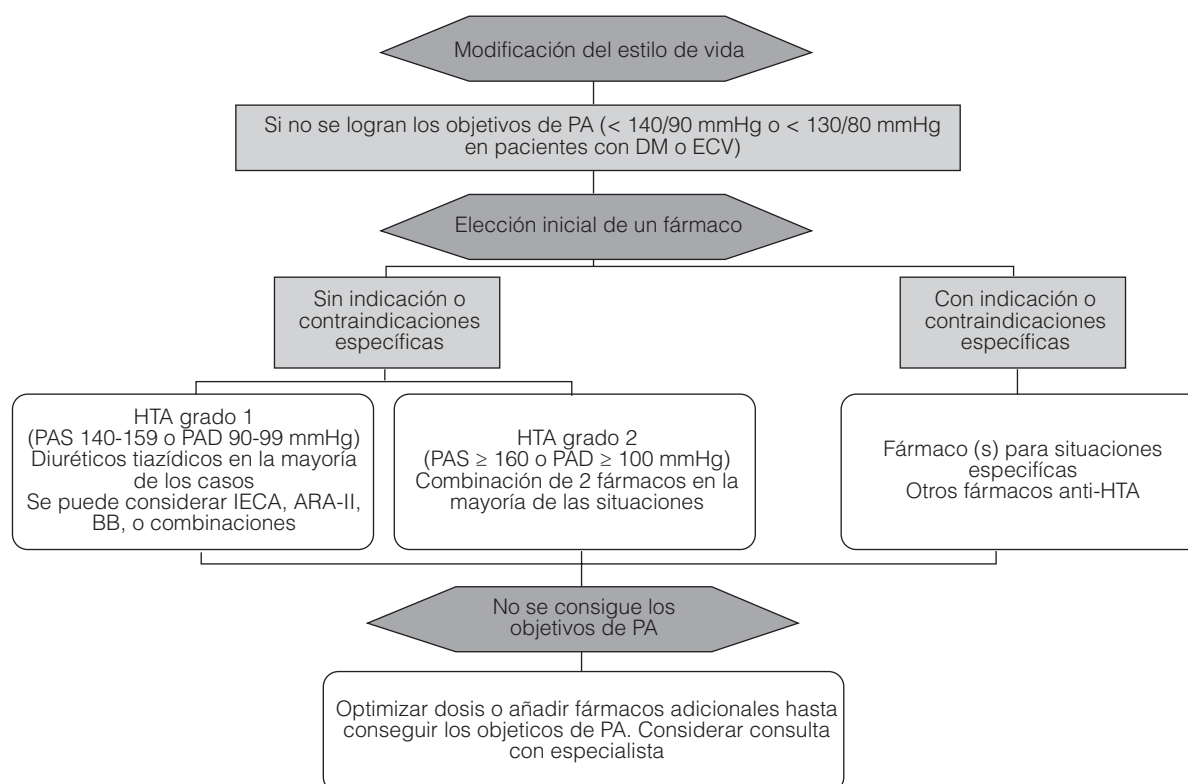 Modificación del estilo de vida
Si no se logran los objetivos de PA (< 140/90 mmHg o < 130/80 mmHg
en pacientes con DM o ECV)
Elección inicial de un fármaco
Sin indicación o
contraindicaciones
específicas
Con indicación o
contraindicaciones
específicas
HTA grado 1
(PAS 140-159 o PAD 90-99 mmHg)
Diuréticos tiazídicos en la mayoría
de los casos
Se puede considerar IECA, ARA-II,
BB, o combinaciones
HTA grado 2
(PAS ≥ 160 o PAD ≥ 100 mmHg)
Combinación de 2 fármacos en la
mayoría de las situaciones
Fármaco (s) para situaciones
especifícas
Otros fármacos anti-HTA
No se consigue los
objetivos de PA
Optimizar dosis o añadir fármacos adicionales hasta
conseguir los objeticos de PA. Considerar consulta
con especialista